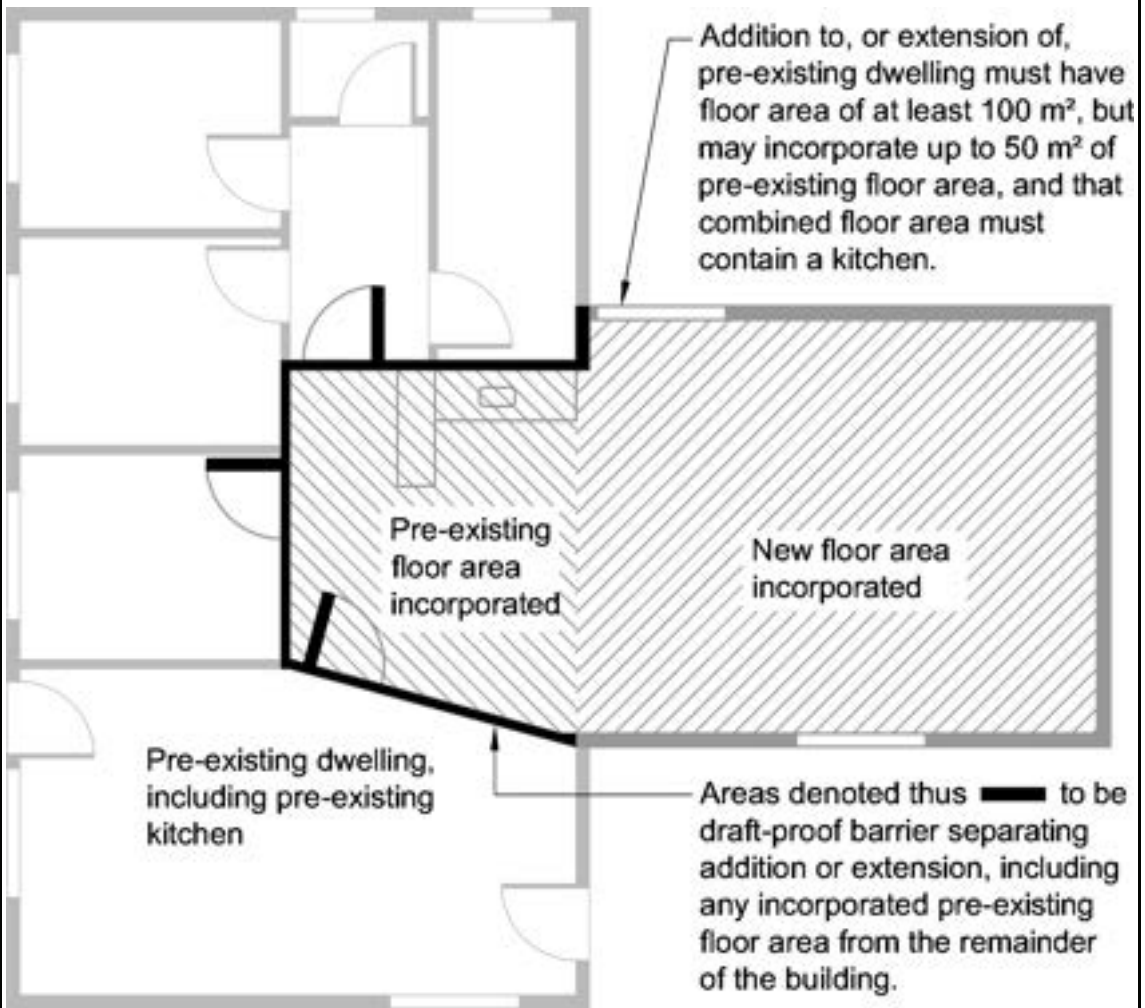 Addition to, or extension of,
pre-existing dwelling must have
floor area of at least 100 m², but
may incorporate up to 50 m² of
pre-existing floor area, and that
combined floor area must
contain a kitchen.
Pre-existing
floor area
incorporated
New floor area
incorporated
Pre-existing dwelling,
including pre-existing
kitchen
Areas denoted thus to be
draft-proof barrier separating
addition or extension, including
any incorporated pre-existing
floor area from the remainder
of the building.